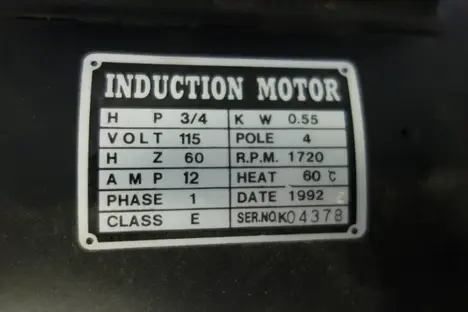 INDUCTION MOTOR
H P 3/4 K W 0.55
VOLT 115 POLE 4
H Z 60 R.P.M. 1720
A M P 12 HEAT 60 ℃
PHASE 1 DATE 1992
CLASS E SER.NO.K04378